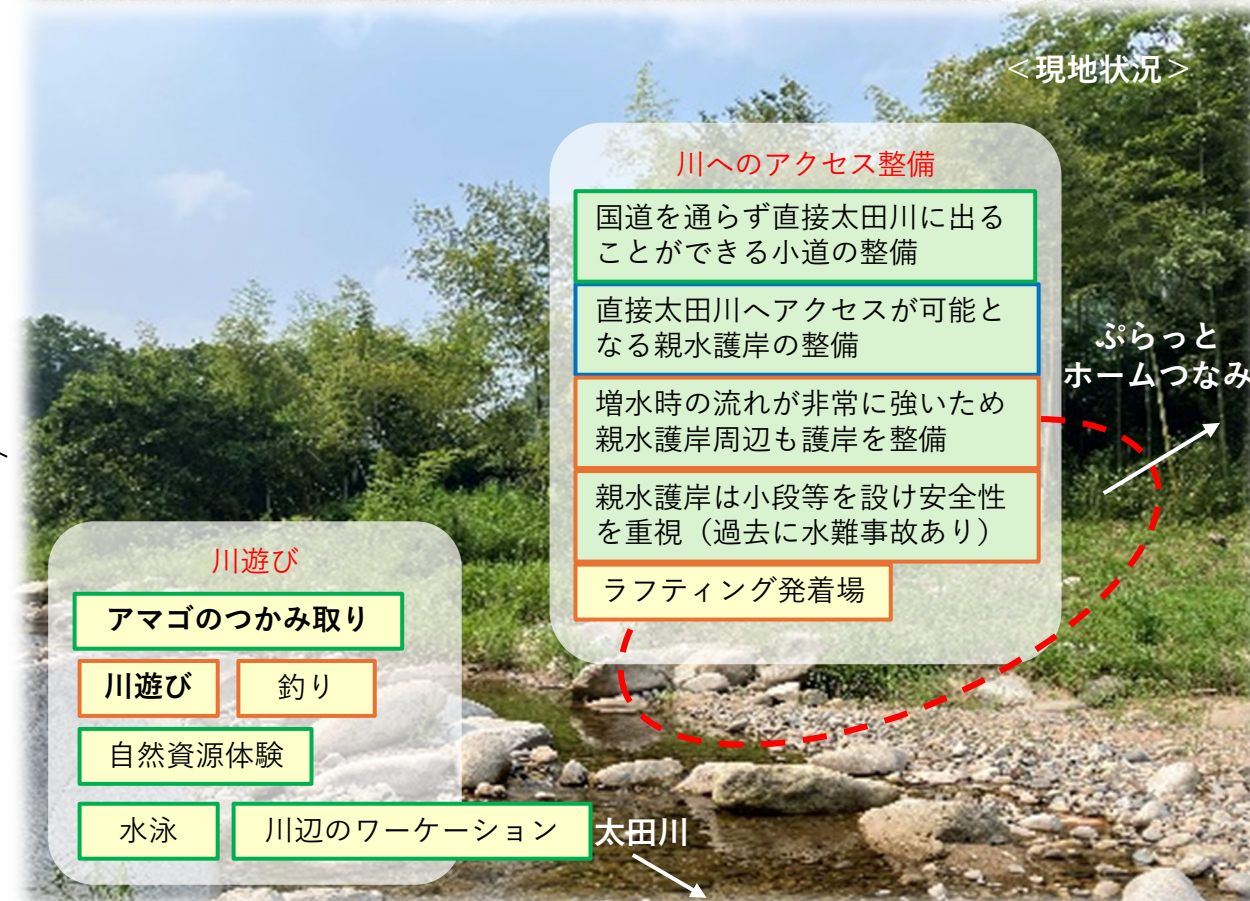 ＜現地状況＞
川へのアクセス整備
国道を通らず直接太田川に出る
ことができる小道の整備
直接太田川へアクセスが可能と
なる親水護岸の整備
増水時の流れが非常に強いため
親水護岸周辺も護岸を整備
親水護岸は小段等を設け安全性
を重視（過去に水難事故あり）
ラフティング発着場
ぷらっと
ホームつなみ
川遊び
アマゴのつかみ取り
川遊び
釣り
自然資源体験
水泳
川辺のワーケーション
太田川